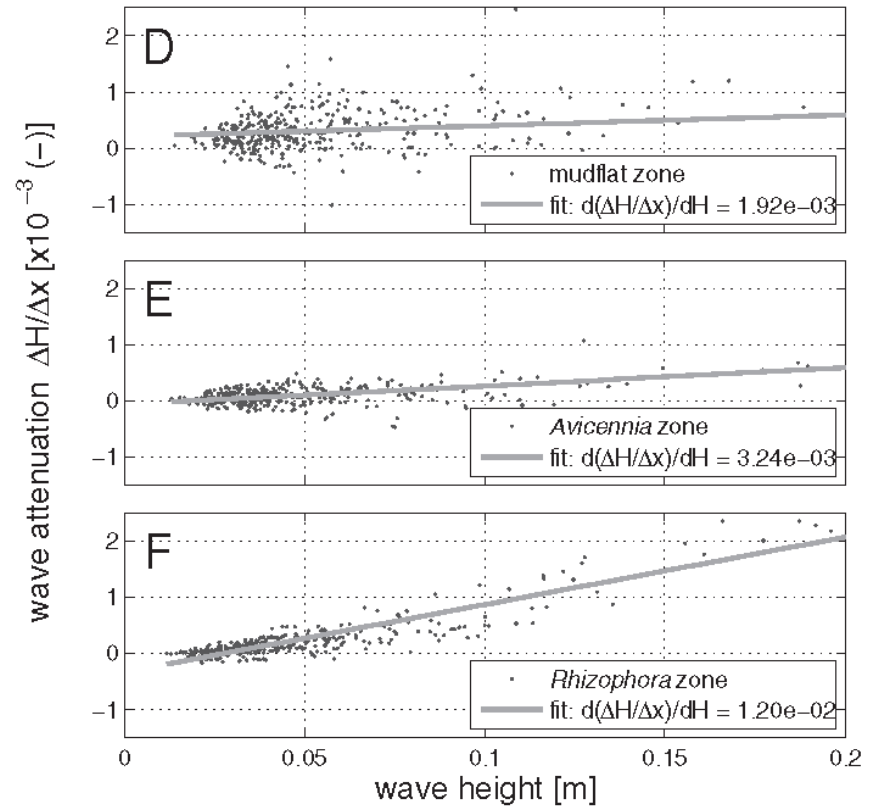 wave attenuation ΔH/Δx [x10⁻³ (−)]
D
2
1
0
−1
mudflat zone
fit: d(ΔH/Δx)/dH = 1.92e−03
E
2
1
0
−1
Avicennia zone
fit: d(ΔH/Δx)/dH = 3.24e−03
F
2
1
0
−1
Rhizophora zone
fit: d(ΔH/Δx)/dH = 1.20e−02
0 0.05 0.1 0.15 0.2
wave height [m]